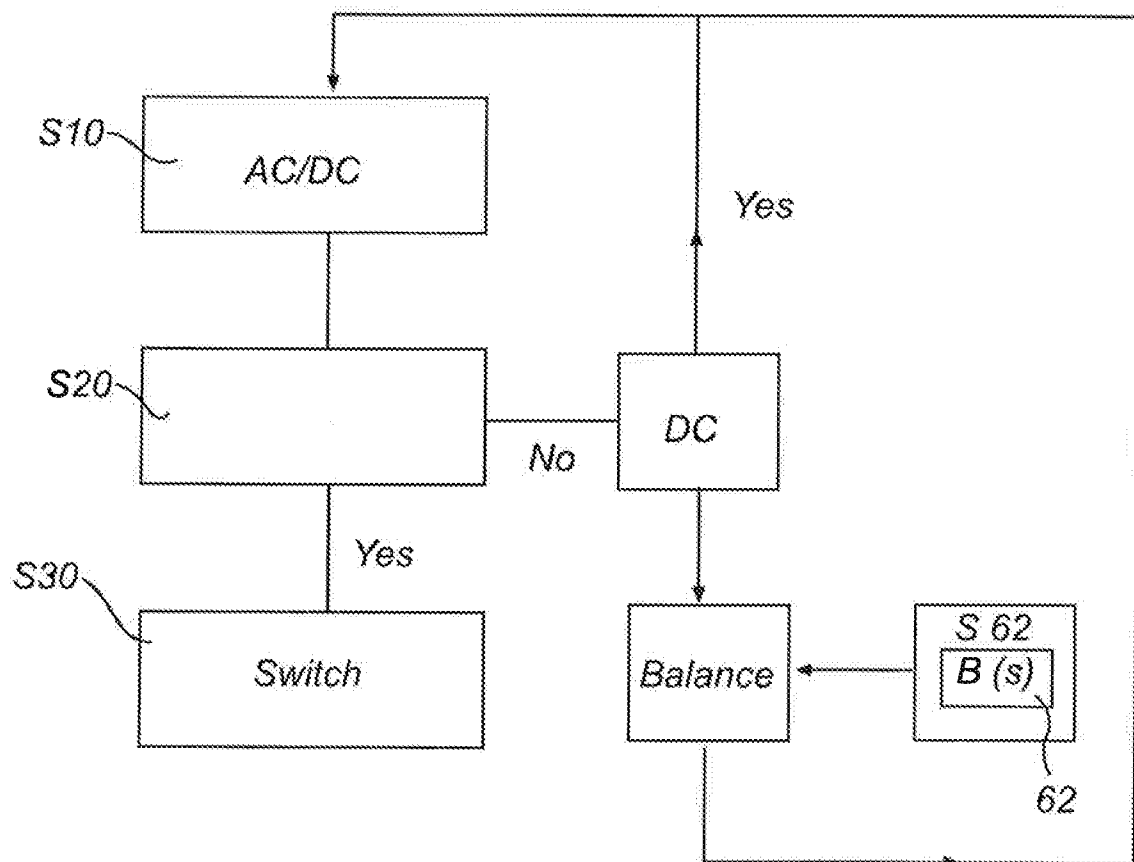 S10
AC/DC
Yes
S20
DC
No
Yes
S30
Switch
Balance
S 62
B (s)
62